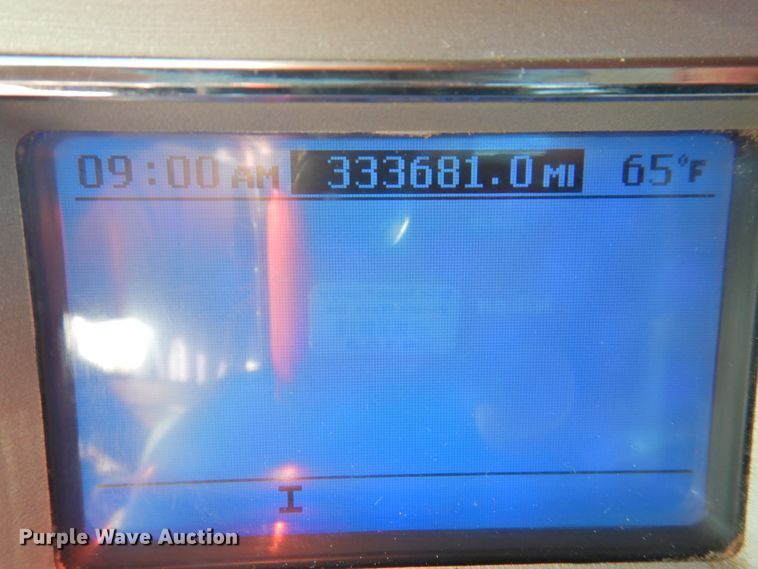 09:00 AM 333681.0 MI 65°F
I
Purple Wave Auction